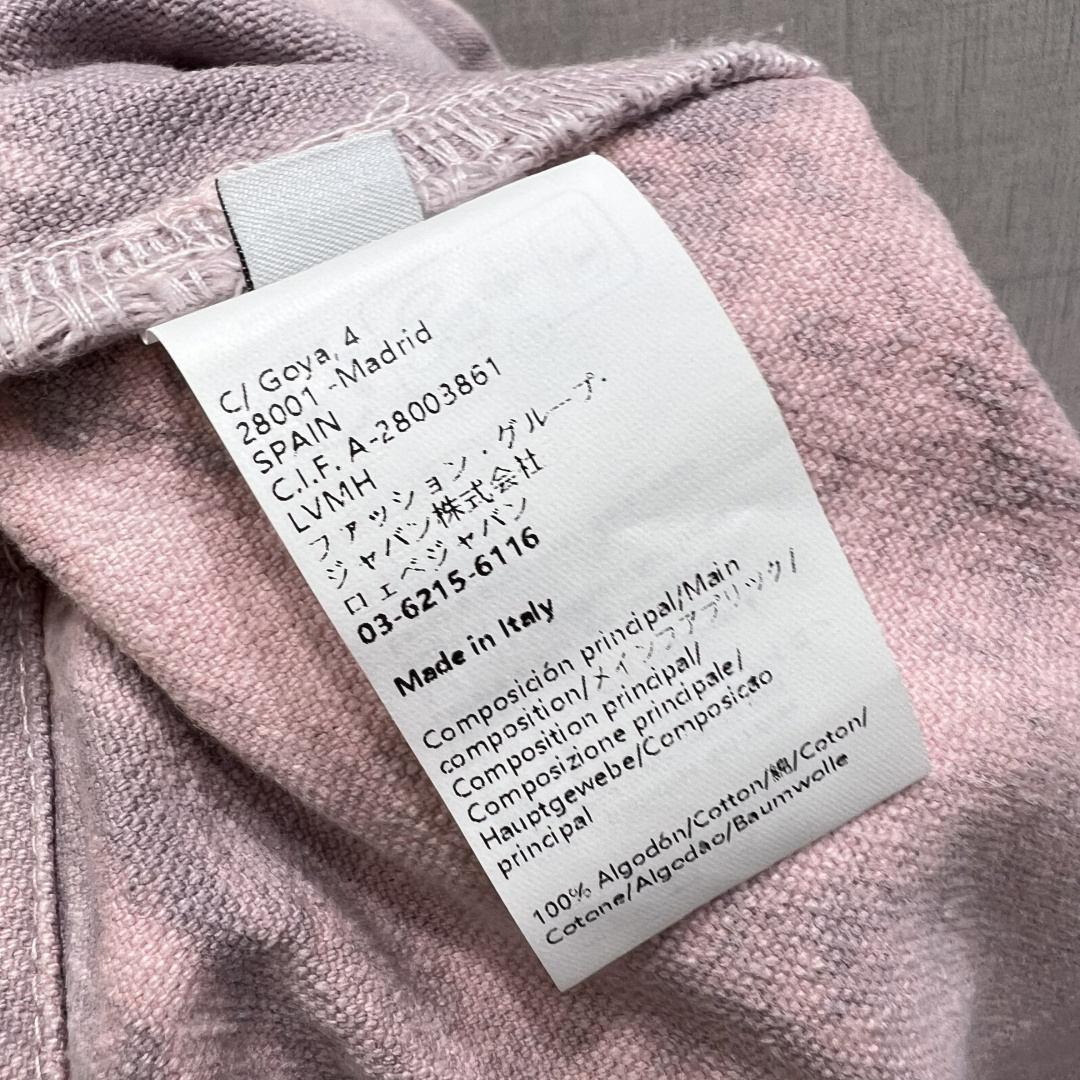 C/ Goya, 4
28001 -Madrid
SPAIN
C.I.F. A-28003861
LVMH
ファッション・グループ・
ジャパン株式会社
ロエベジャパン
03-6215-6116
Made in Italy
Composición principal/Main
composition/メインファブリック/
Composition principal/
Composizione principale/
Hauptgewebe/Composicão
principal
100% Algodón/Cotton/綿/Coton/
Cotone/Algodão/Baumwolle